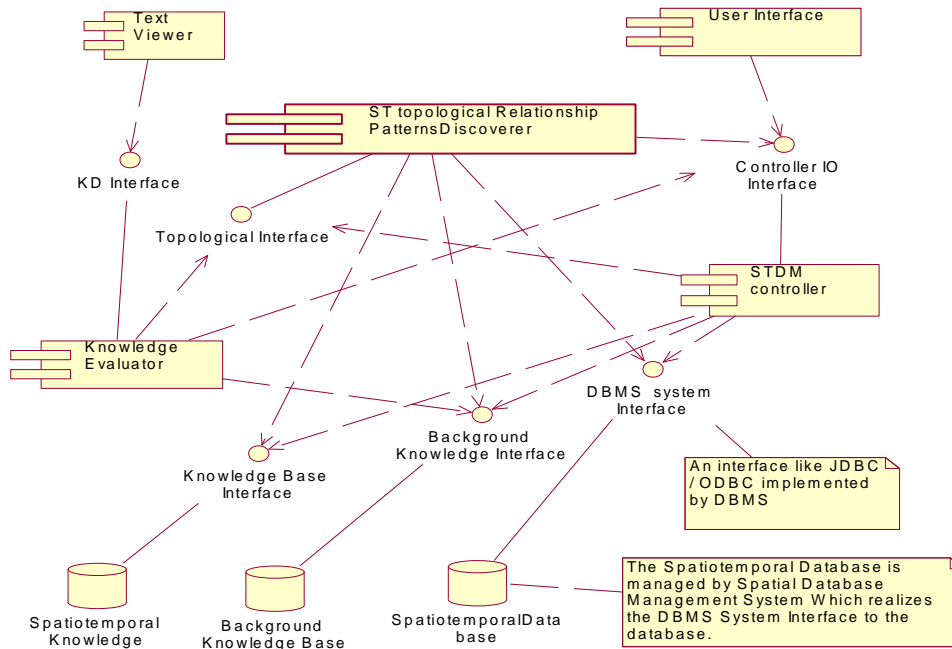 Text
Viewer
User Interface
ST topological Relationship
PatternsDiscoverer
KD Interface
Controller IO
Interface
Topological Interface
STDM
controller
Knowledge
Evaluator
DBMS system
Interface
Background
Knowledge Interface
Knowledge Base
Interface
An interface like JDBC
/ ODBC implemented
by DBMS
The Spatiotemporal Database is
managed by Spatial Database
Management System Which realizes
the DBMS System Interface to the
database.
Spatiotemporal
Knowledge
Background
Knowledge Base
SpatiotemporalData
base